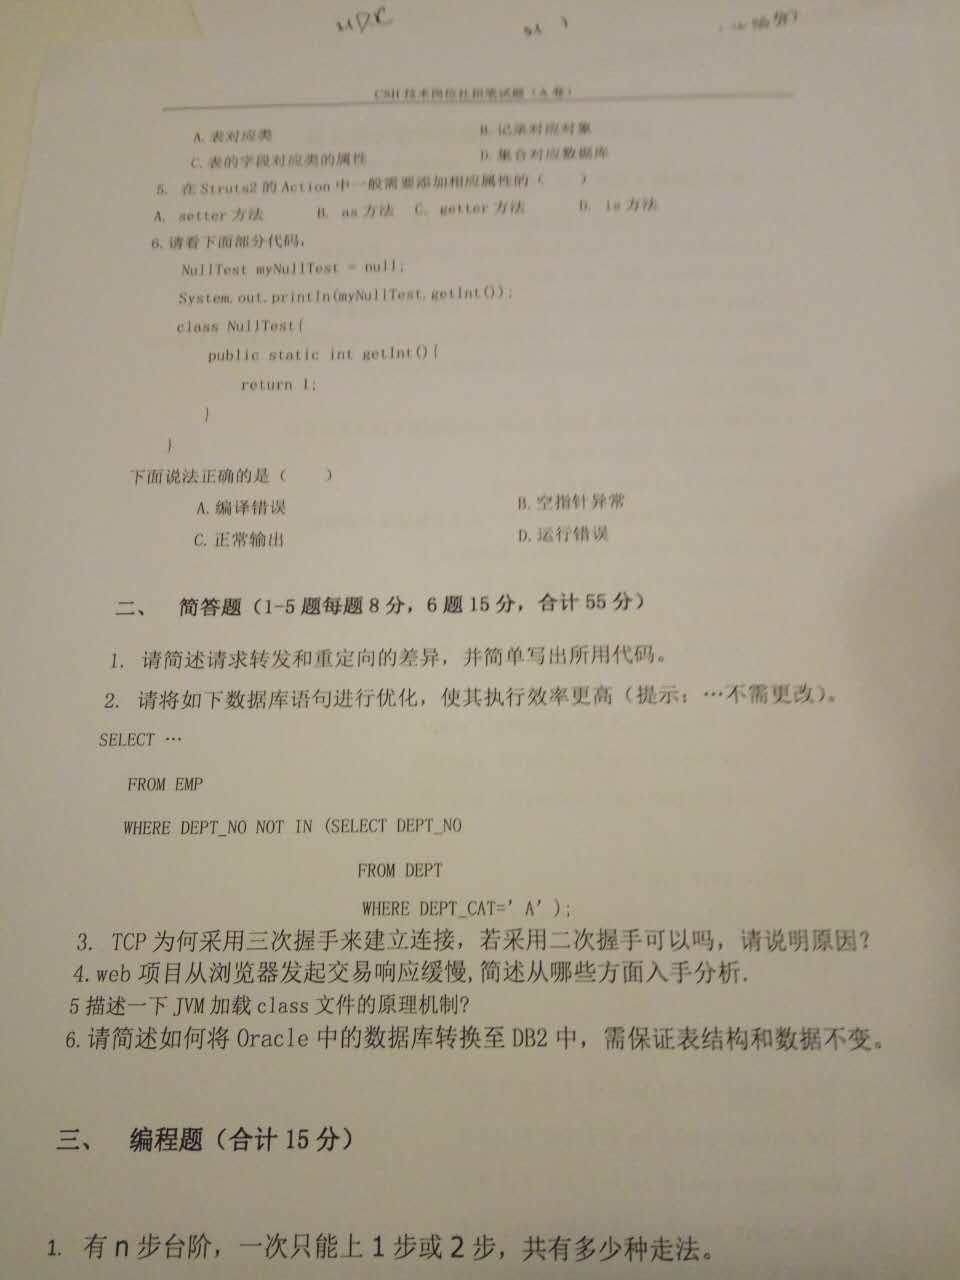 CSII 技术岗位社招笔试题（A 卷）
A. 表对应类 B. 记录对应对象
C. 表的字段对应类的属性 D. 集合对应数据库
5. 在 Struts2 的 Action 中一般需要添加相应属性的（ ）
A. setter 方法 B. as 方法 C. getter 方法 D. is 方法
6. 请看下面部分代码，
NullTest myNullTest = null;
System.out.println(myNullTest.getInt());
class NullTest{
public static int getInt(){
return 1;
}
}
下面说法正确的是（ ）
A. 编译错误 B. 空指针异常
C. 正常输出 D. 运行错误
二、 简答题（1-5 题每题 8 分，6 题 15 分，合计 55 分）
1. 请简述请求转发和重定向的差异，并简单写出所用代码。
2. 请将如下数据库语句进行优化，使其执行效率更高（提示：…不需更改）。
SELECT …
FROM EMP
WHERE DEPT_NO NOT IN (SELECT DEPT_NO
FROM DEPT
WHERE DEPT_CAT=’A’);
3. TCP 为何采用三次握手来建立连接，若采用二次握手可以吗，请说明原因？
4.web 项目从浏览器发起交易响应缓慢,简述从哪些方面入手分析.
5 描述一下 JVM 加载 class 文件的原理机制?
6.请简述如何将 Oracle 中的数据库转换至 DB2 中，需保证表结构和数据不变。
三、 编程题（合计 15 分）
1. 有 n 步台阶，一次只能上 1 步或 2 步，共有多少种走法。